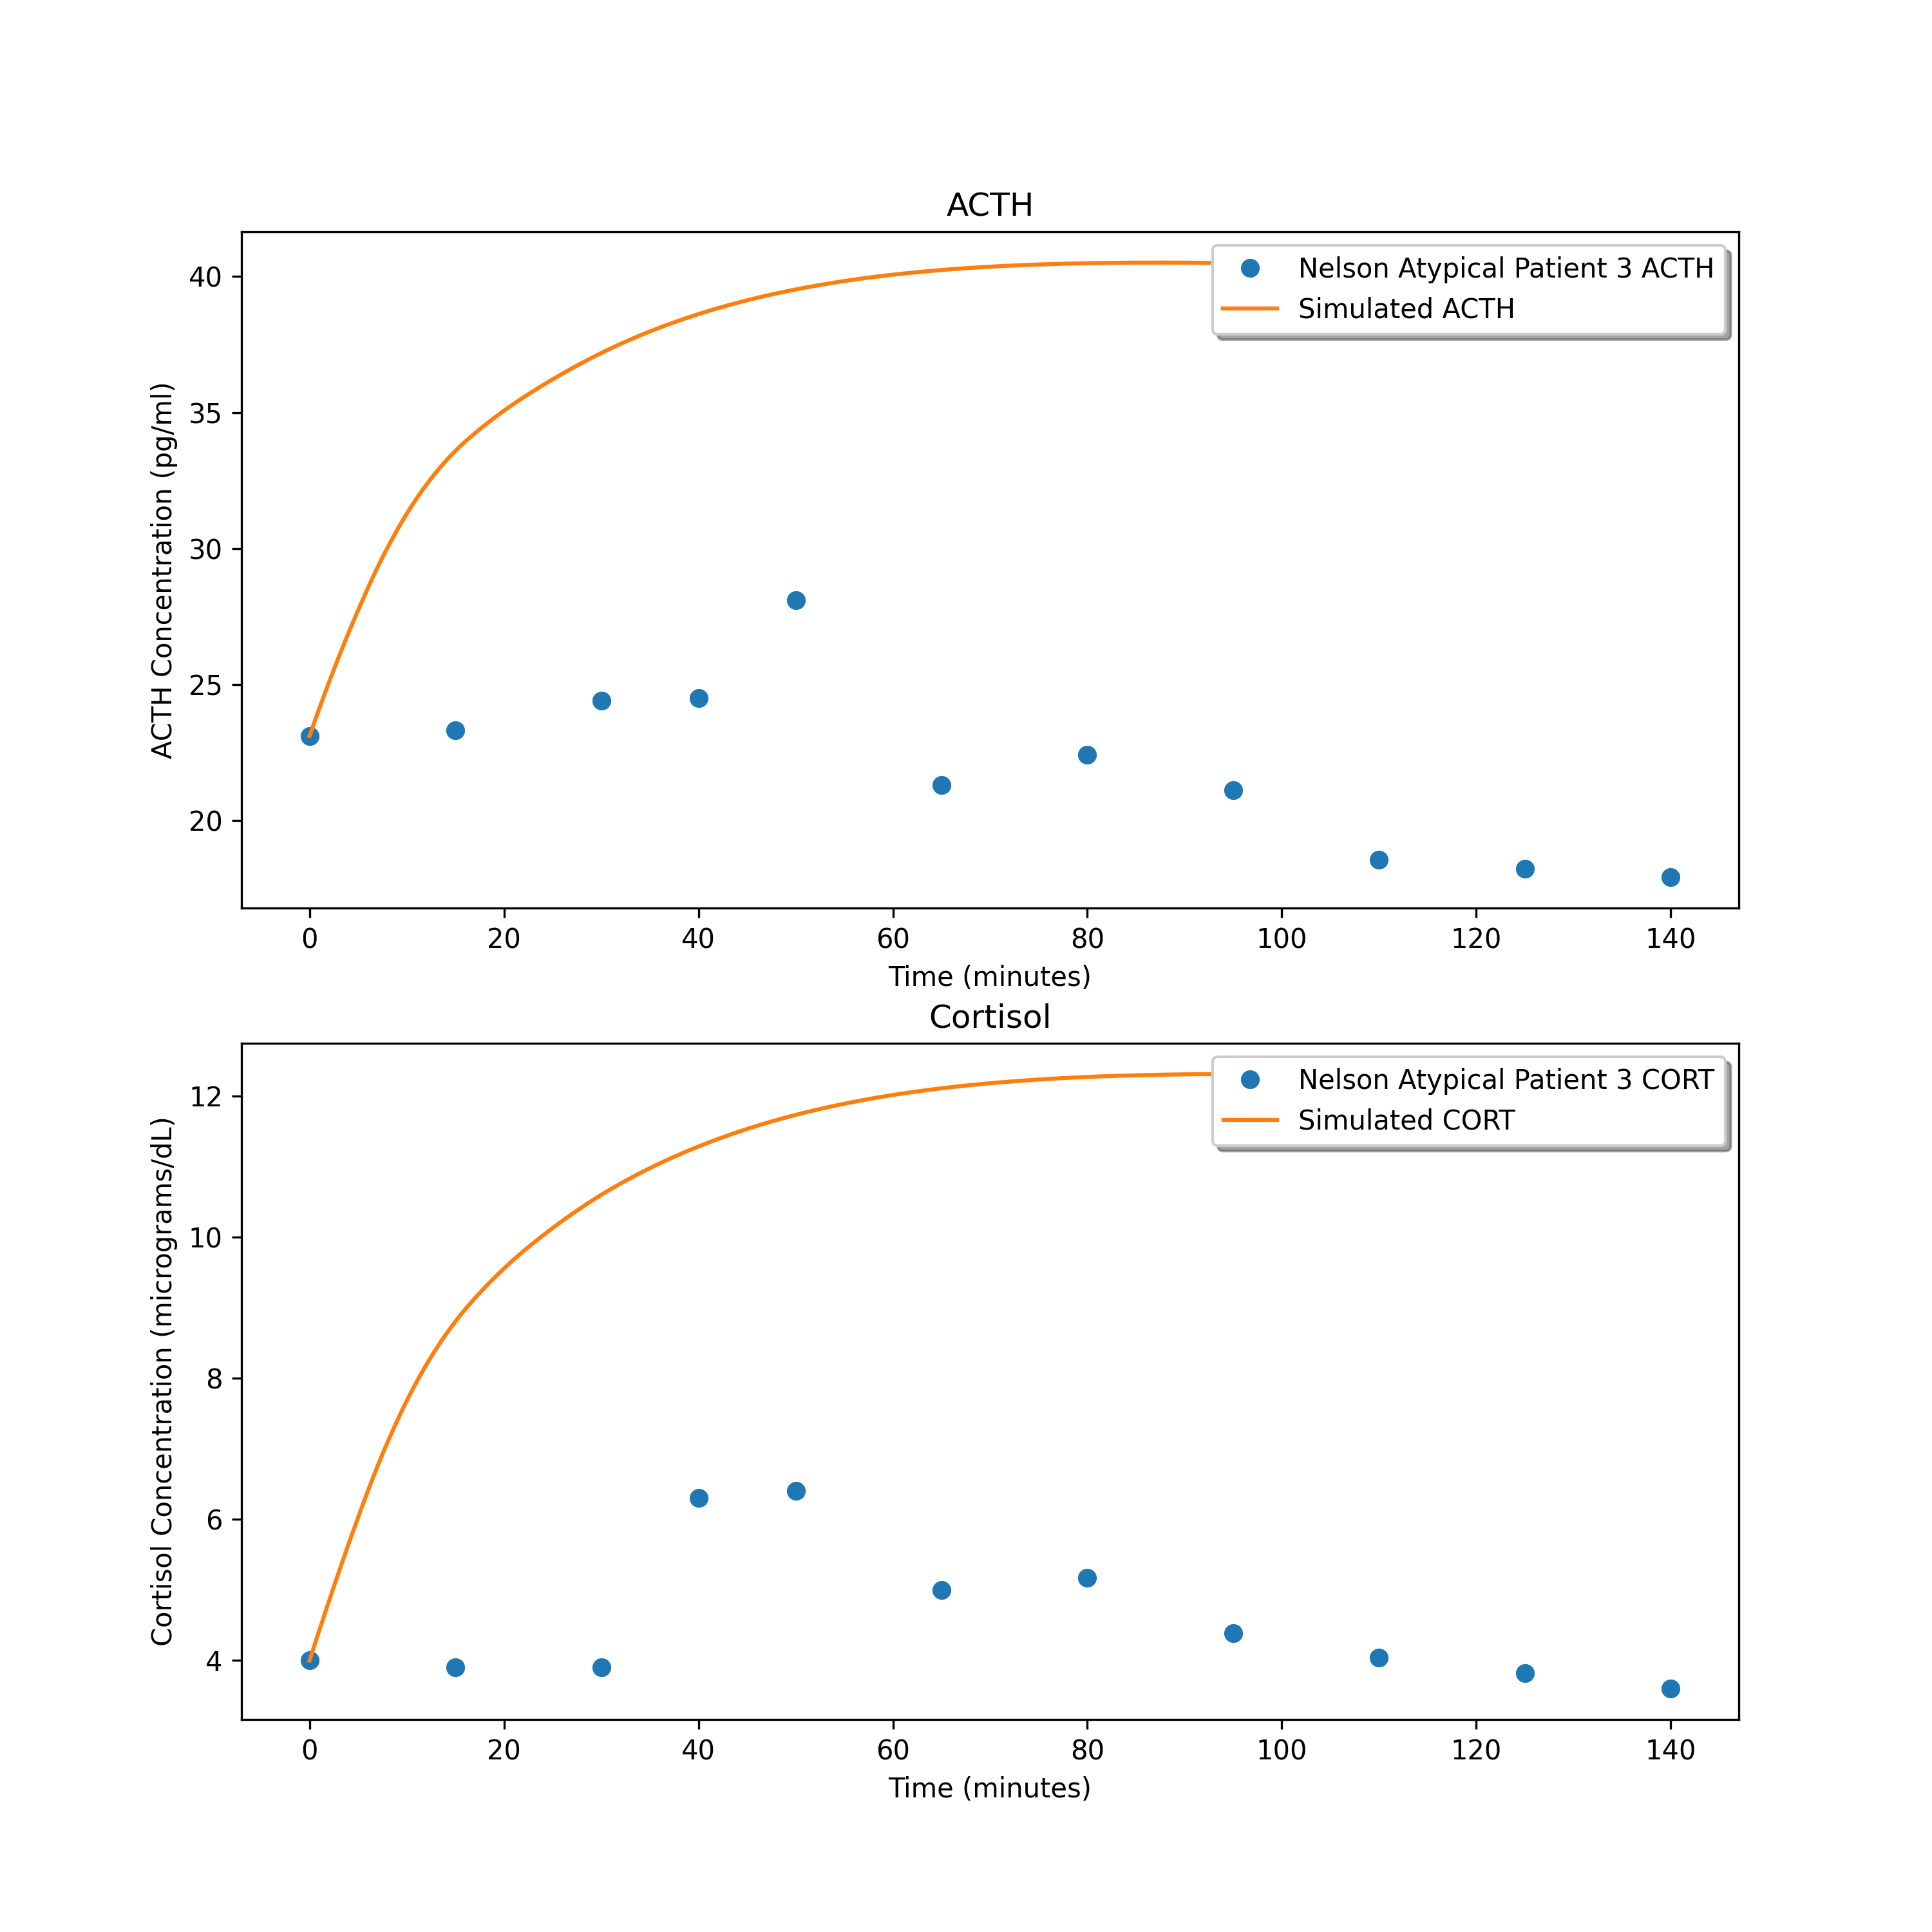 ACTH
40
35
30
25
20
ACTH Concentration (pg/ml)
Nelson Atypical Patient 3 ACTH
Simulated ACTH
0 20 40 60 80 100 120 140
Time (minutes)
Cortisol
12
10
8
6
4
Cortisol Concentration (micrograms/dL)
Nelson Atypical Patient 3 CORT
Simulated CORT
0 20 40 60 80 100 120 140
Time (minutes)